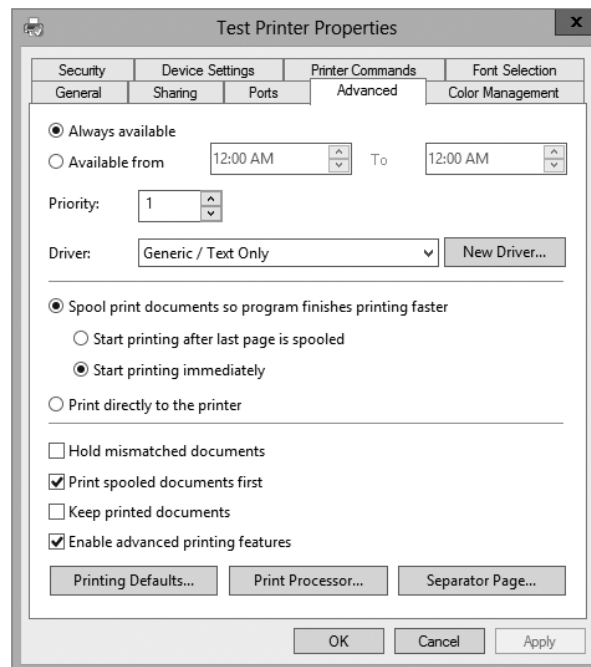 Test Printer Properties x
Security Device Settings Printer Commands Font Selection
General Sharing Ports Advanced Color Management
Always available
Available from 12:00 AM To 12:00 AM
Priority: 1
Driver: Generic / Text Only New Driver...
Spool print documents so program finishes printing faster
Start printing after last page is spooled
Start printing immediately
Print directly to the printer
Hold mismatched documents
Print spooled documents first
Keep printed documents
Enable advanced printing features
Printing Defaults... Print Processor... Separator Page...
OK Cancel Apply